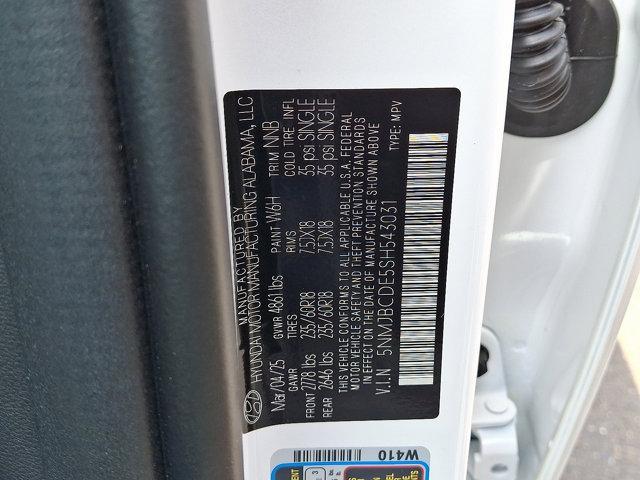 MANUFACTURED BY
HYUNDAI MOTOR MANUFACTURING ALABAMA, LLC
Mar/04/25 GVWR 4861 lbs PAINT W6H TRIM NNB
GAWR TIRES RIMS COLD TIRE INFL
FRONT 2778 lbs 235/60R18 7.5JX18 35 psi SINGLE
REAR 2646 lbs 235/60R18 7.5JX18 35 psi SINGLE
THIS VEHICLE CONFORMS TO ALL APPLICABLE U.S.A. FEDERAL
MOTOR VEHICLE SAFETY AND THEFT PREVENTION STANDARDS
IN EFFECT ON THE DATE OF MANUFACTURE SHOWN ABOVE
V.I.N 5NMJBCDE5SH543031 TYPE: MPV
W410